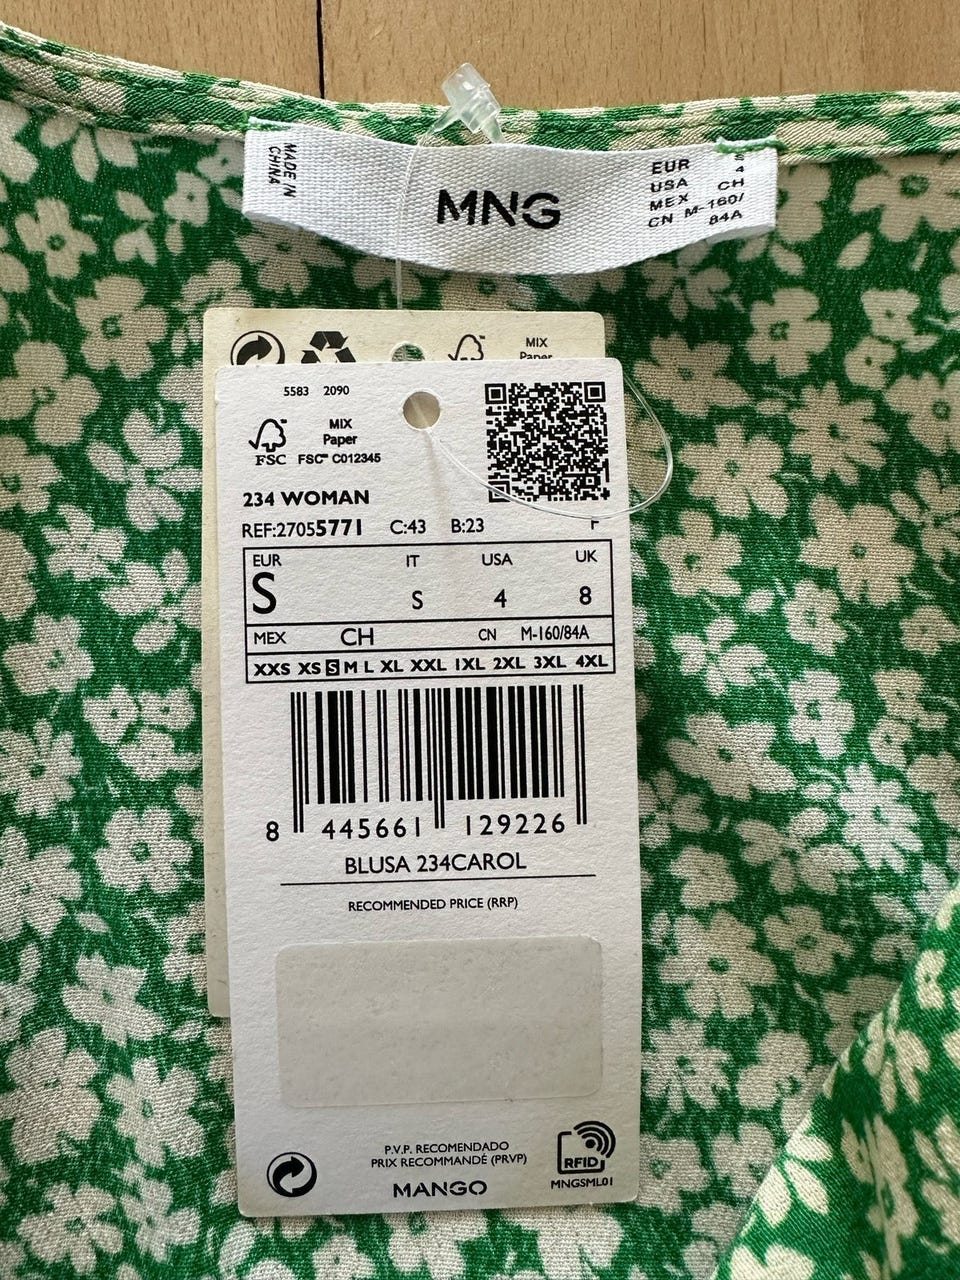 MADE IN
CHINA
MNG
EUR
USA 4
MEX CH
CN M-160/
84A
MIX
Paper
5583 2090
MIX
Paper
FSC FSC™ C012345
234 WOMAN
REF:27055771 C:43 B:23 F
EUR IT USA UK
S S 4 8
MEX CH CN M-160/84A
XXS XS S M L XL XXL 1XL 2XL 3XL 4XL
8 445661 129226
BLUSA 234CAROL
RECOMMENDED PRICE (RRP)
P.V.P. RECOMENDADO
PRIX RECOMMANDÉ (PRVP)
MANGO
RFID
MNGSML01